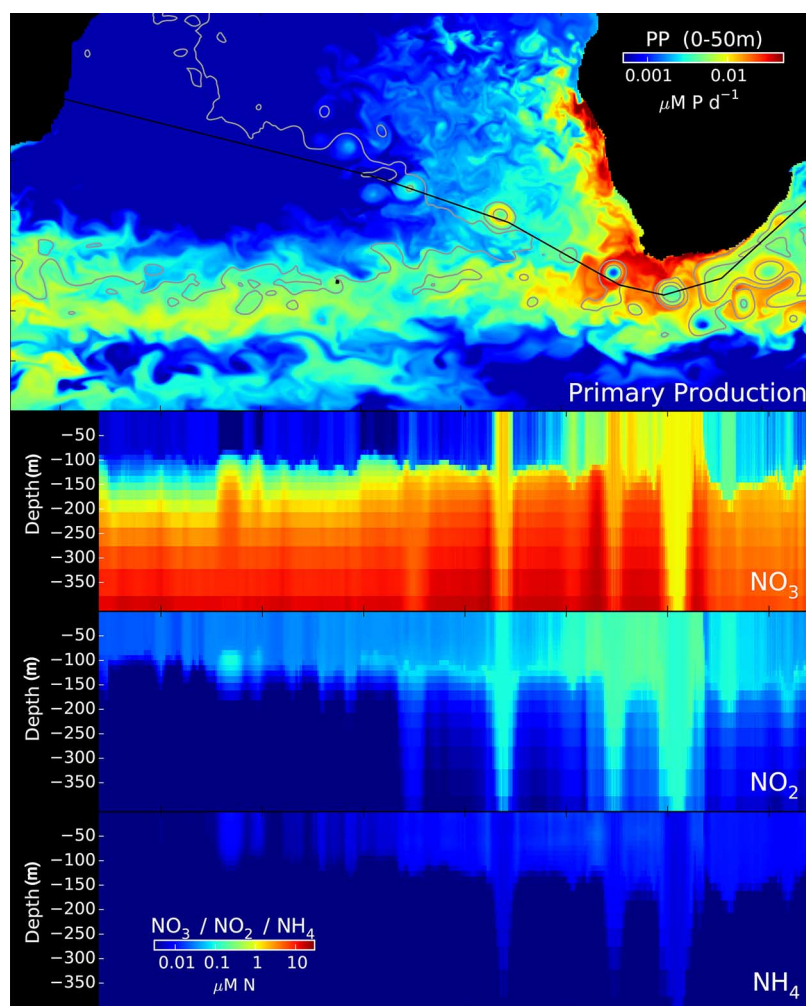 PP (0-50m)
0.001 0.01
μM P d⁻¹
Primary Production
Depth(m)
−50
−100
−150
−200
−250
−300
−350
NO₃
Depth (m)
−50
−100
−150
−200
−250
−300
−350
NO₂
Depth (m)
−50
−100
−150
−200
−250
−300
−350
NO₃ / NO₂ / NH₄
0.01 0.1 1 10
μM N
NH₄